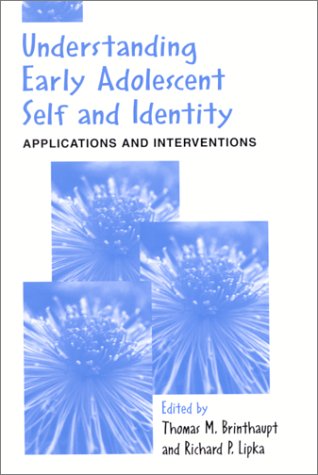 Understanding
Early Adolescent
Self and Identity
APPLICATIONS AND INTERVENTIONS
Edited by
Thomas M. Brinthaupt
and Richard P. Lipka